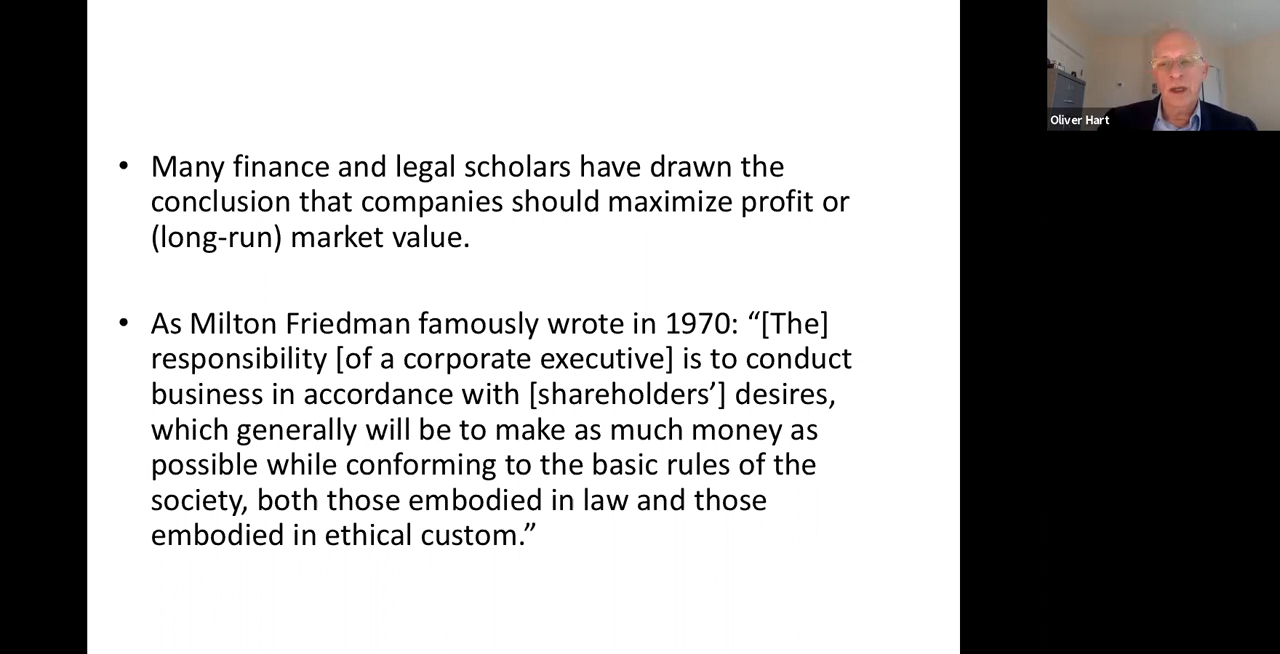 • Many finance and legal scholars have drawn the
conclusion that companies should maximize profit or
(long-run) market value.
• As Milton Friedman famously wrote in 1970: “[The]
responsibility [of a corporate executive] is to conduct
business in accordance with [shareholders’] desires,
which generally will be to make as much money as
possible while conforming to the basic rules of the
society, both those embodied in law and those
embodied in ethical custom.”
Oliver Hart